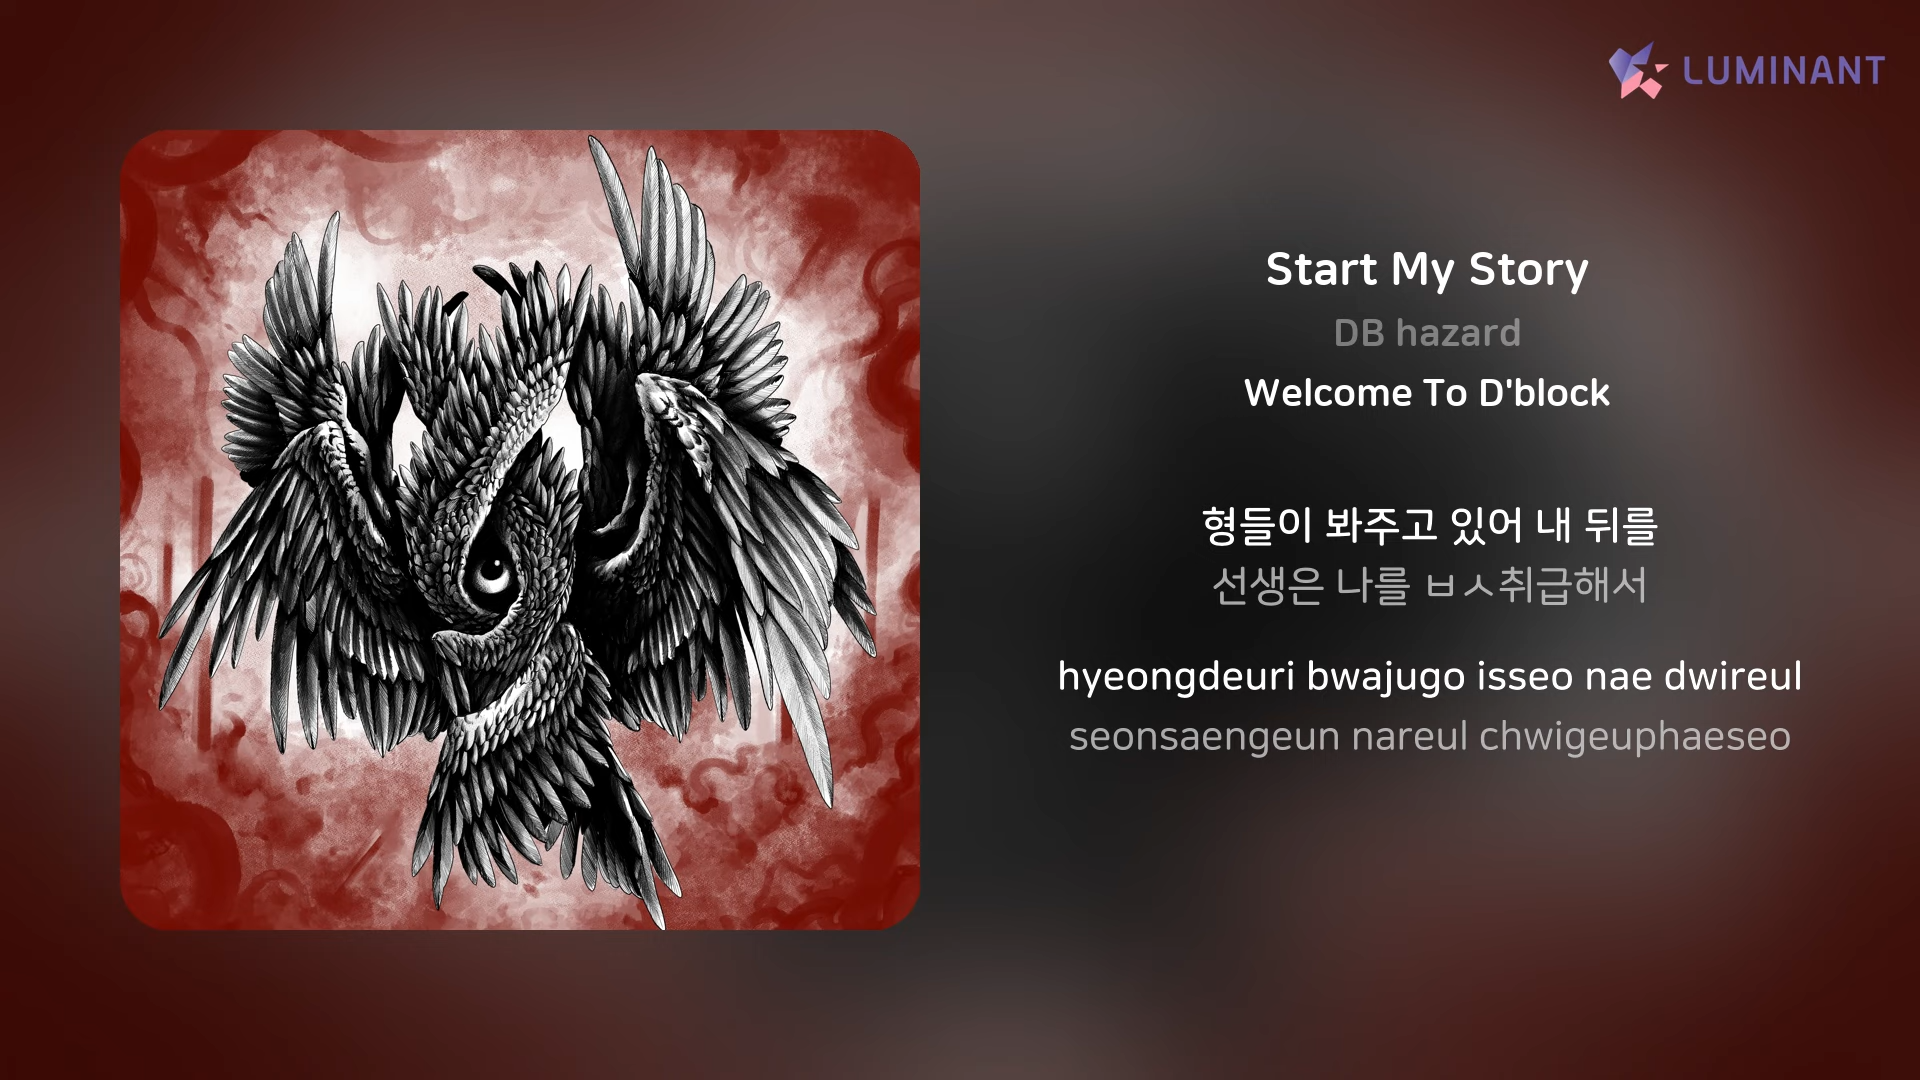 LUMINANT
Start My Story
DB hazard
Welcome To D'block
형들이 봐주고 있어 내 뒤를
선생은 나를 ㅂㅅ취급해서
hyeongdeuri bwajugo isseo nae dwireul
seonsaengeun nareul chwigeuphaeseo